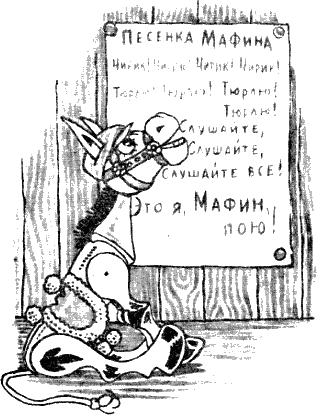 ПЕСЕНКА МАФИНА
Чирик! Чирик! Чирик! Чирик!
Тюрлю! Тюрлю! Тюрлю!
Тюрлю!
Слушайте,
Слушайте,
Слушайте все!
Это я, Мафин,
пою!